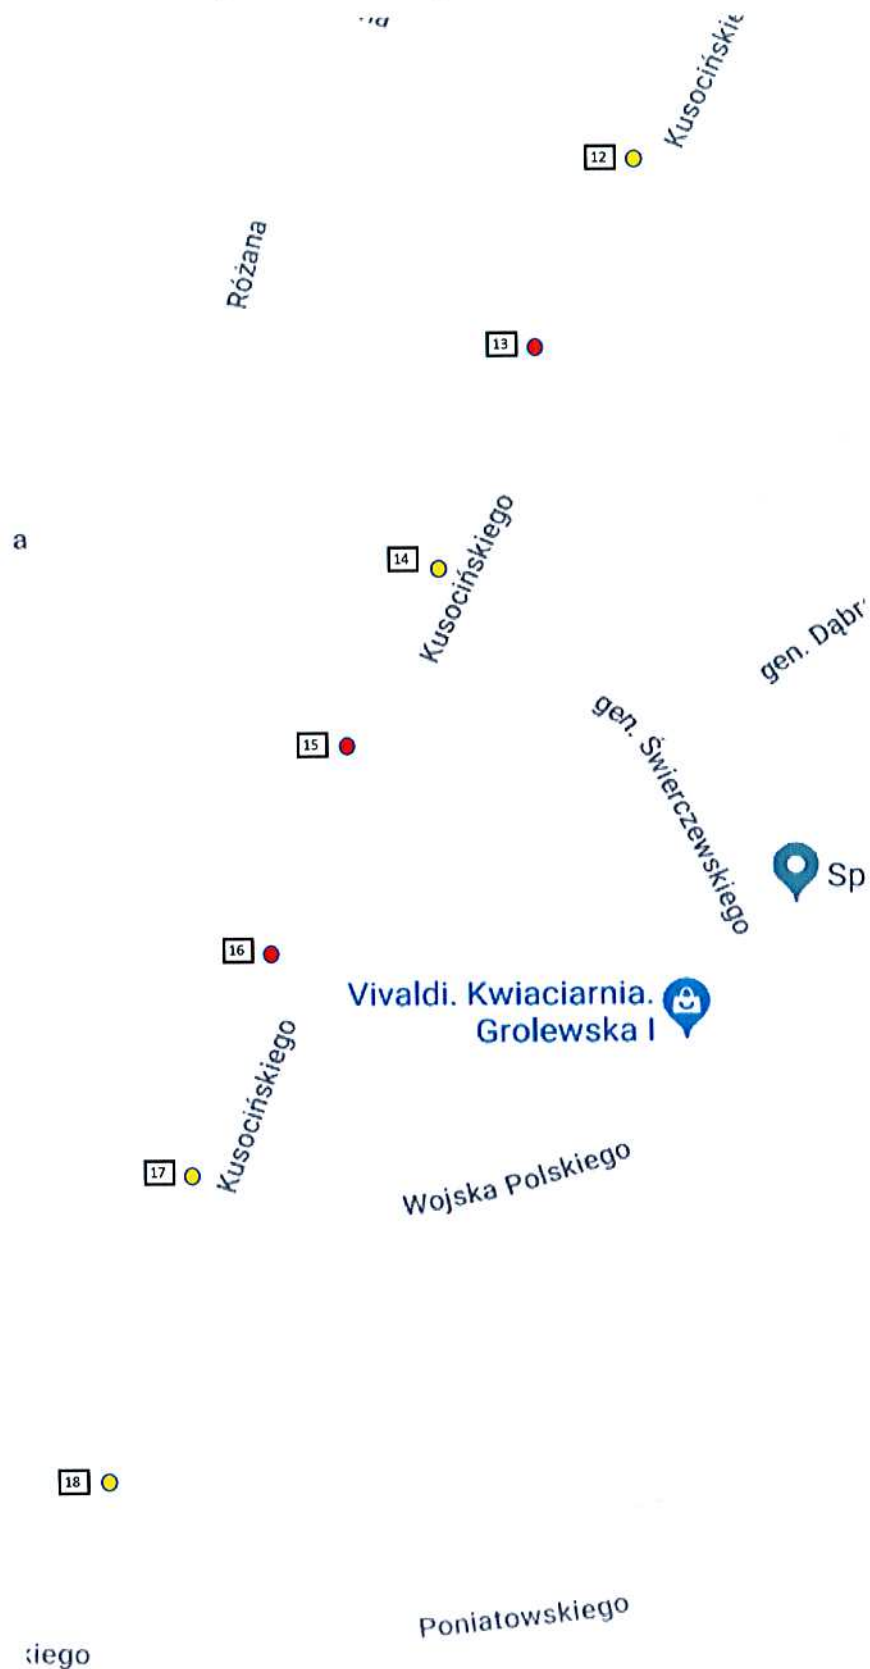 Kusocińskie
12
Różana
13
Kusocińskiego
a
14
gen. Dąbr
gen. Świerczewskiego
15
Sp
16
Vivaldi. Kwiaciarnia.
Grolewska I
Kusocińskiego
17
Wojska Polskiego
18
Poniatowskiego
kiego